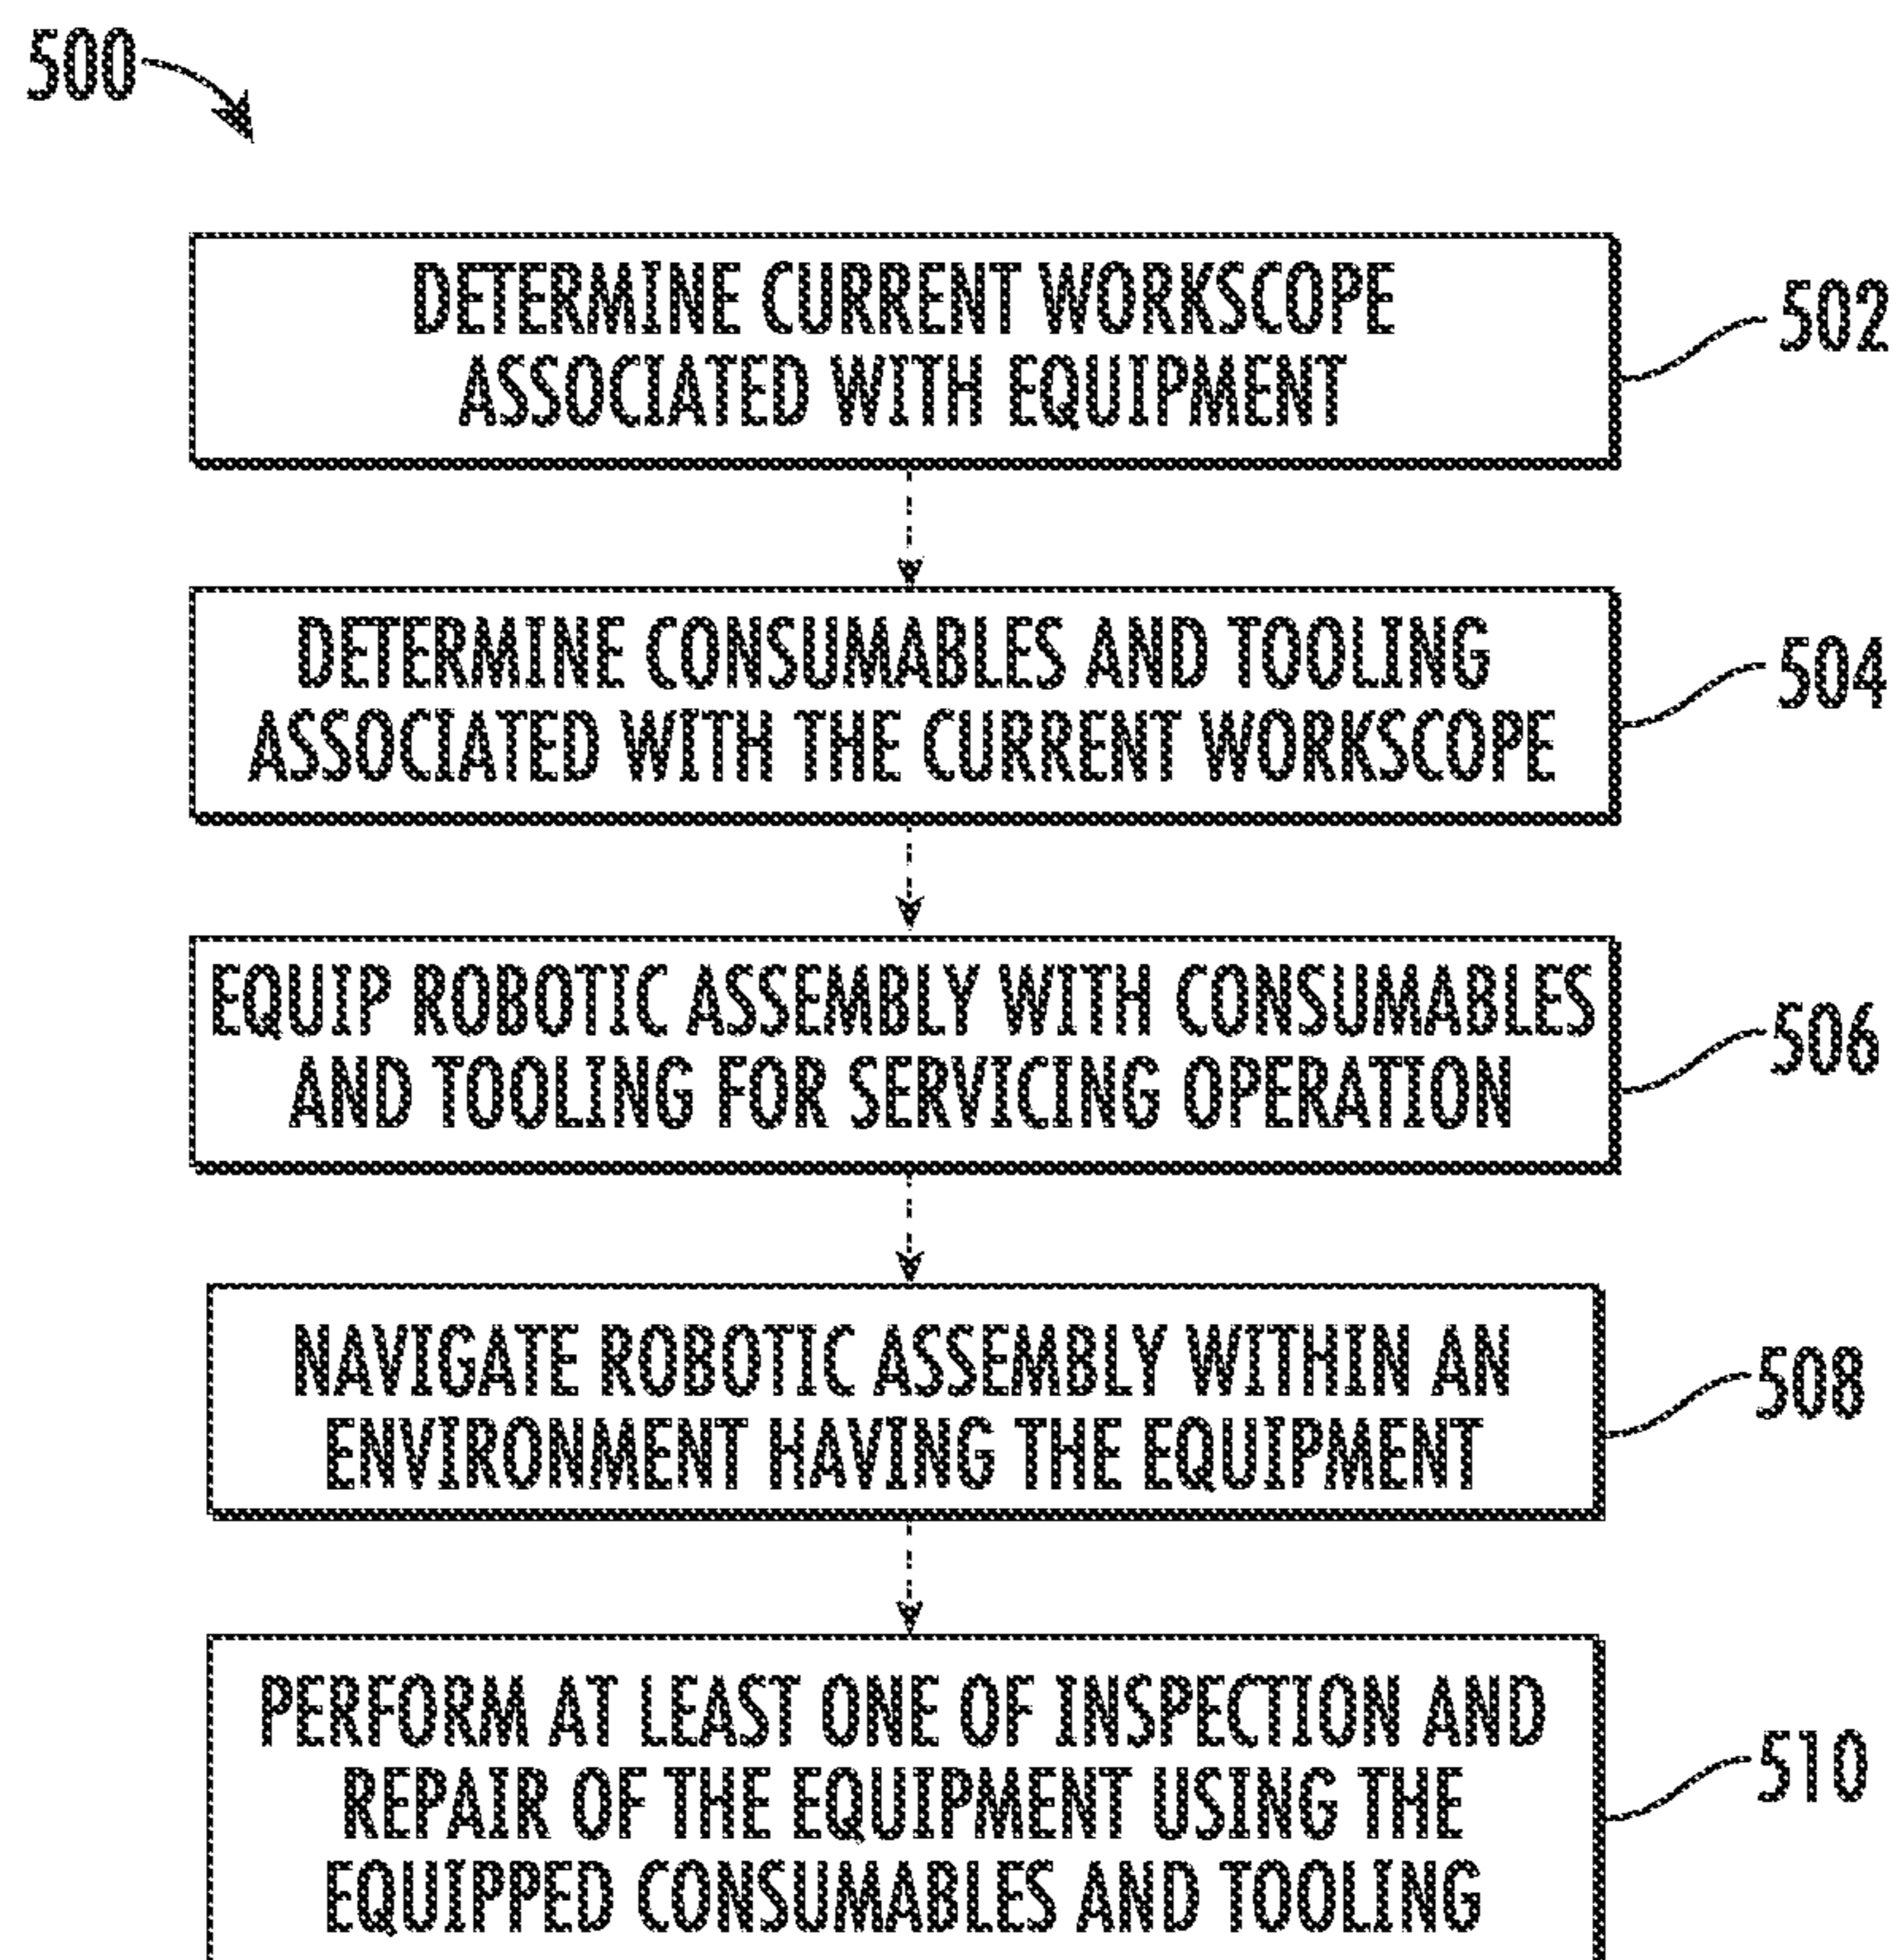 500
DETERMINE CURRENT WORKSCOPE
ASSOCIATED WITH EQUIPMENT
502
DETERMINE CONSUMABLES AND TOOLING
ASSOCIATED WITH THE CURRENT WORKSCOPE
504
EQUIP ROBOTIC ASSEMBLY WITH CONSUMABLES
AND TOOLING FOR SERVICING OPERATION
506
NAVIGATE ROBOTIC ASSEMBLY WITHIN AN
ENVIRONMENT HAVING THE EQUIPMENT
508
PERFORM AT LEAST ONE OF INSPECTION AND
REPAIR OF THE EQUIPMENT USING THE
EQUIPPED CONSUMABLES AND TOOLING
510